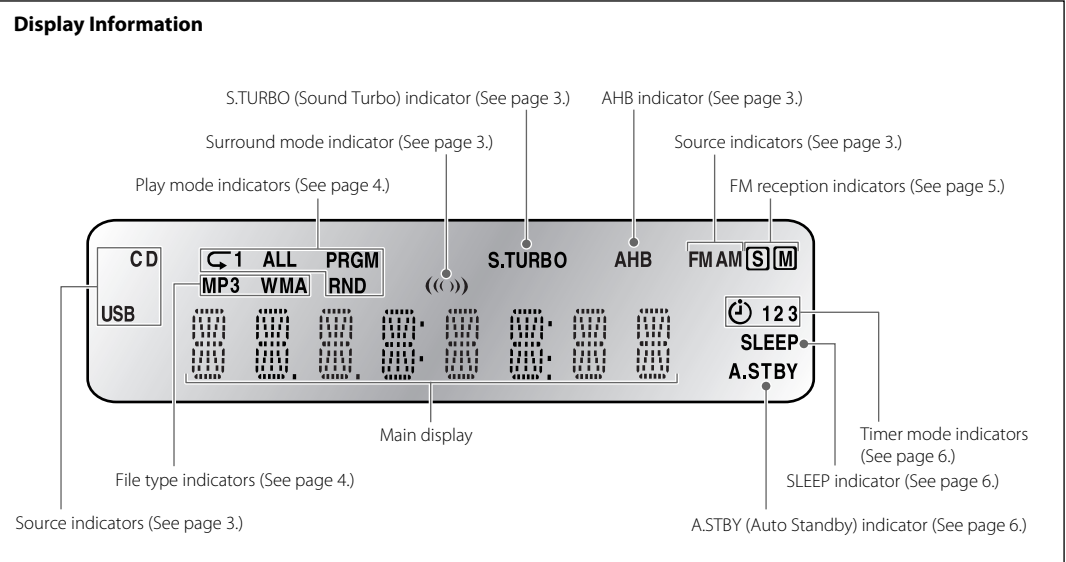 Display Information
S.TURBO (Sound Turbo) indicator (See page 3.)
AHB indicator (See page 3.)
Surround mode indicator (See page 3.)
Source indicators (See page 3.)
Play mode indicators (See page 4.)
FM reception indicators (See page 5.)
CD
1 ALL PRGM
S.TURBO
AHB
FM AM S M
MP3 WMA RND
USB
1 2 3
SLEEP
A.STBY
Main display
Timer mode indicators
(See page 6.)
File type indicators (See page 4.)
SLEEP indicator (See page 6.)
Source indicators (See page 3.)
A.STBY (Auto Standby) indicator (See page 6.)